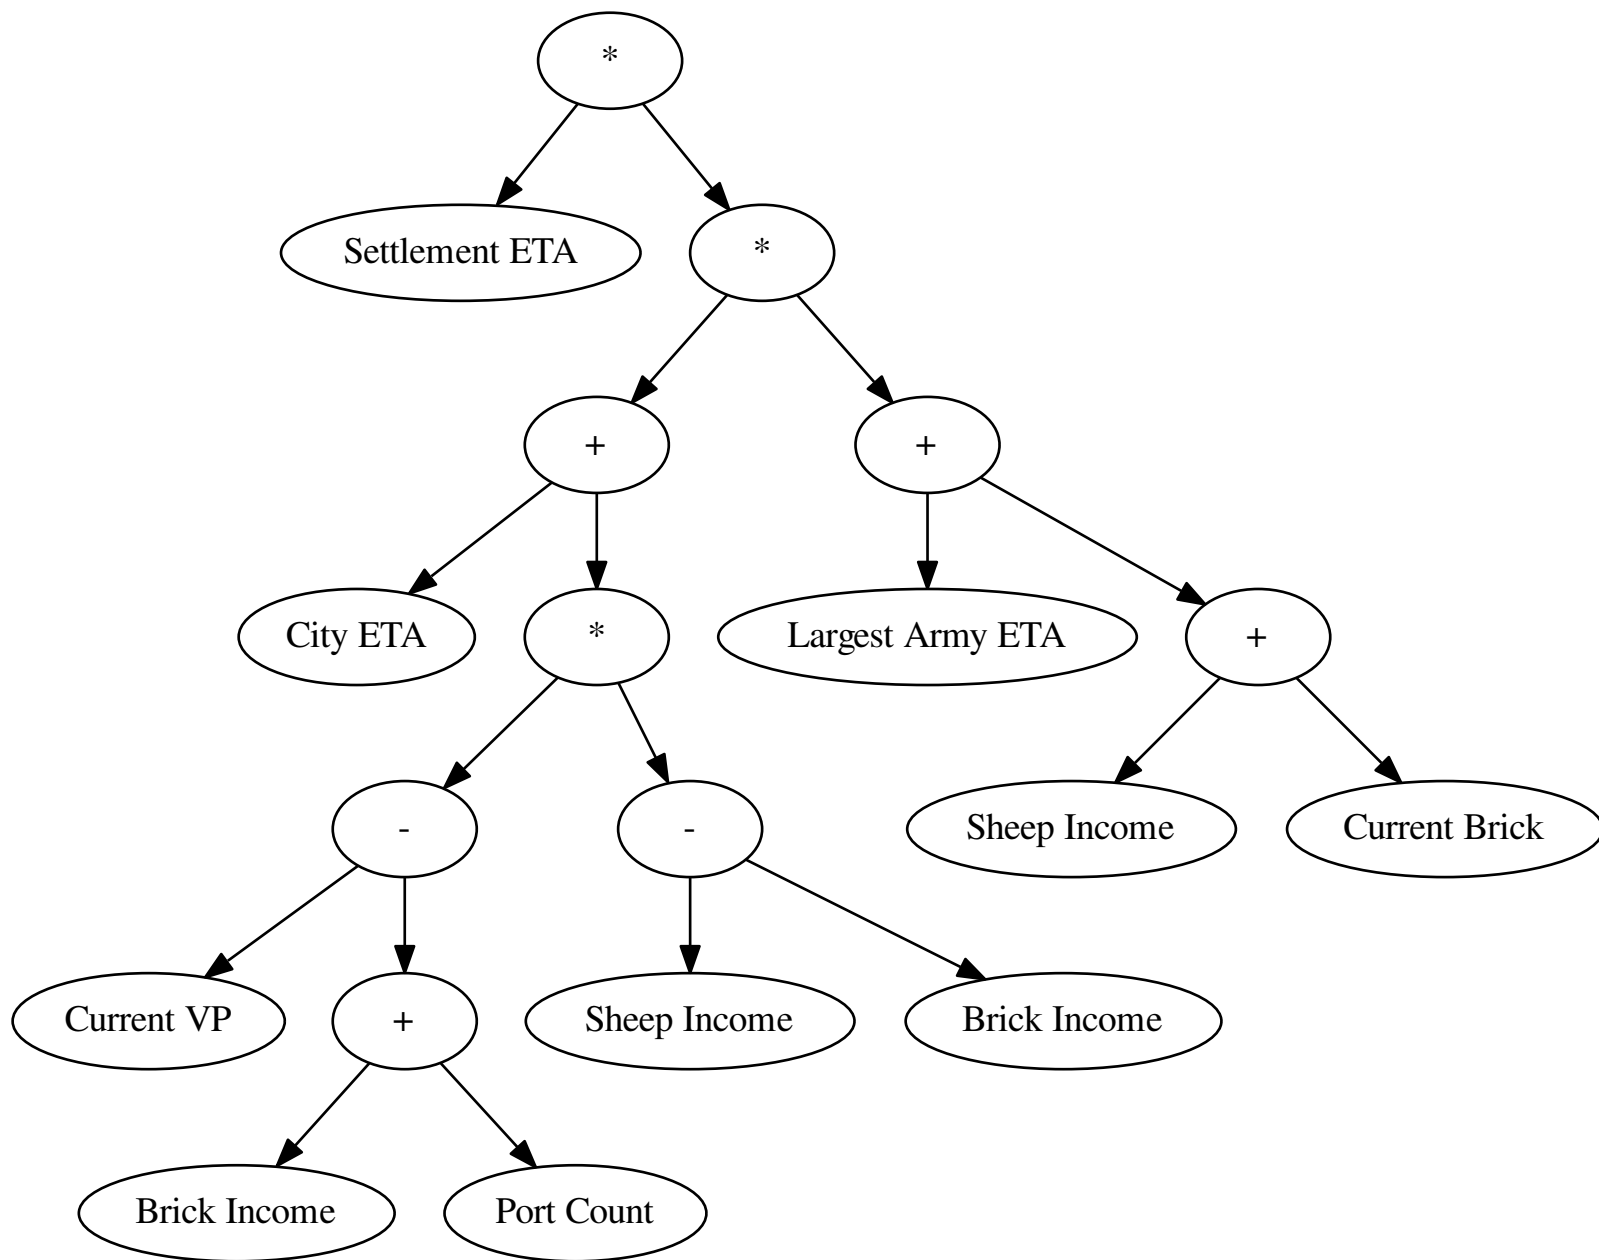 *
Settlement ETA
*
+
+
City ETA
*
Largest Army ETA
+
-
-
Sheep Income
Current Brick
Current VP
+
Sheep Income
Brick Income
Brick Income
Port Count